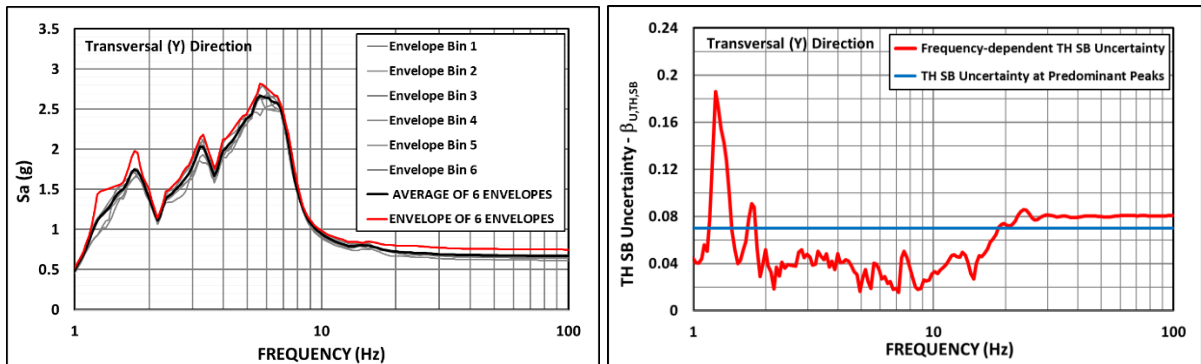 Sa (g)
3.5
3
2.5
2
1.5
1
0.5
0
Transversal (Y) Direction
Envelope Bin 1
Envelope Bin 2
Envelope Bin 3
Envelope Bin 4
Envelope Bin 5
Envelope Bin 6
AVERAGE OF 6 ENVELOPES
ENVELOPE OF 6 ENVELOPES
1
10
100
FREQUENCY (Hz)
TH SB Uncertainty - βU,TH,SB
0.24
0.2
0.16
0.12
0.08
0.04
0
Transversal (Y) Direction
Frequency-dependent TH SB Uncertainty
TH SB Uncertainty at Predominant Peaks
1
10
100
FREQUENCY (Hz)